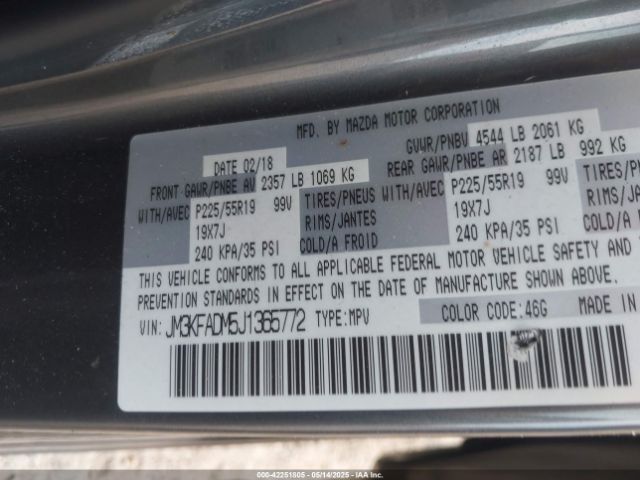 MFD. BY MAZDA MOTOR CORPORATION
DATE 02/18
GVWR/PNBV 4544 LB 2061 KG
FRONT GAWR/PNBE AV 2357 LB 1069 KG
REAR GAWR/PNBE AR 2187 LB 992 KG
WITH/AVEC P225/55R19 99V TIRES/PNEUS
19X7J RIMS/JANTES
240 KPA/35 PSI COLD/A FROID
WITH/AVEC P225/55R19 99V TIRES/
19X7J RIMS/
240 KPA/35 PSI COLD/A
THIS VEHICLE CONFORMS TO ALL APPLICABLE FEDERAL MOTOR VEHICLE SAFETY AND
PREVENTION STANDARDS IN EFFECT ON THE DATE OF MANUFACTURE SHOWN ABOVE.
VIN: JM3KFADM5J1365772 TYPE:MPV
COLOR CODE:46G
MADE IN
000-42251805 - 05/14/2025 - IAAI.COM